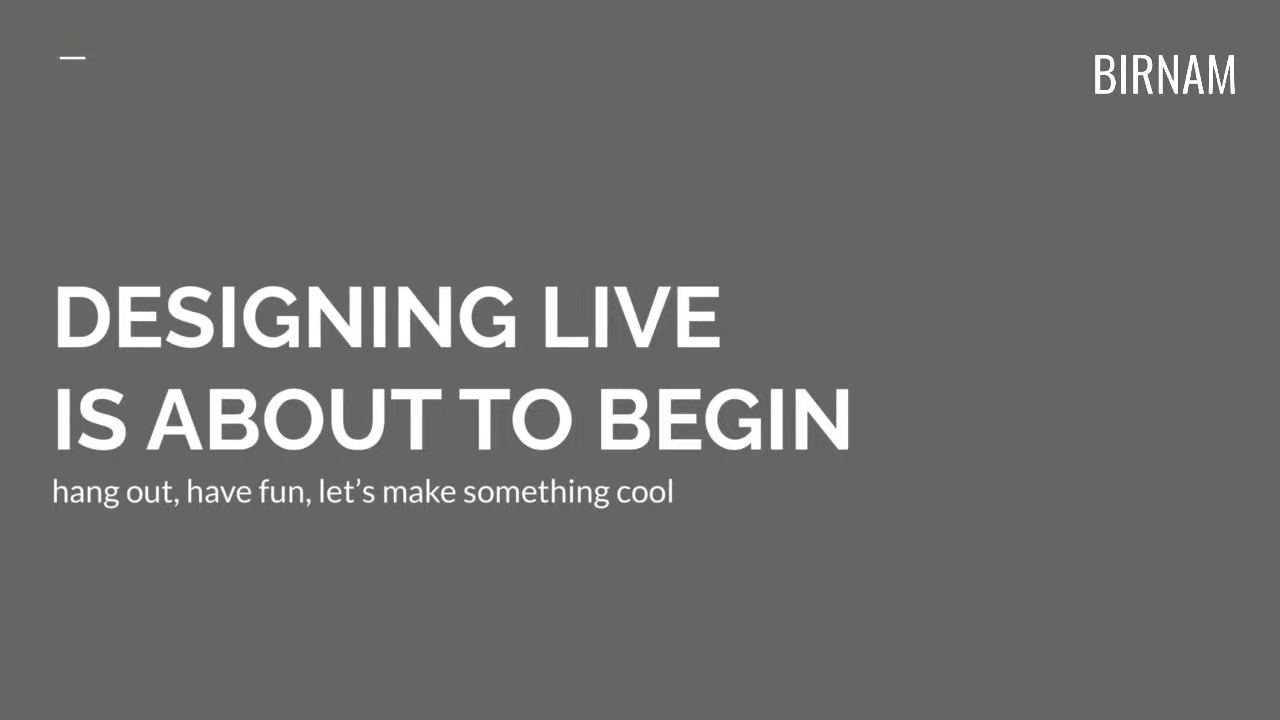 BIRNAM
DESIGNING LIVE
IS ABOUT TO BEGIN
hang out, have fun, let’s make something cool